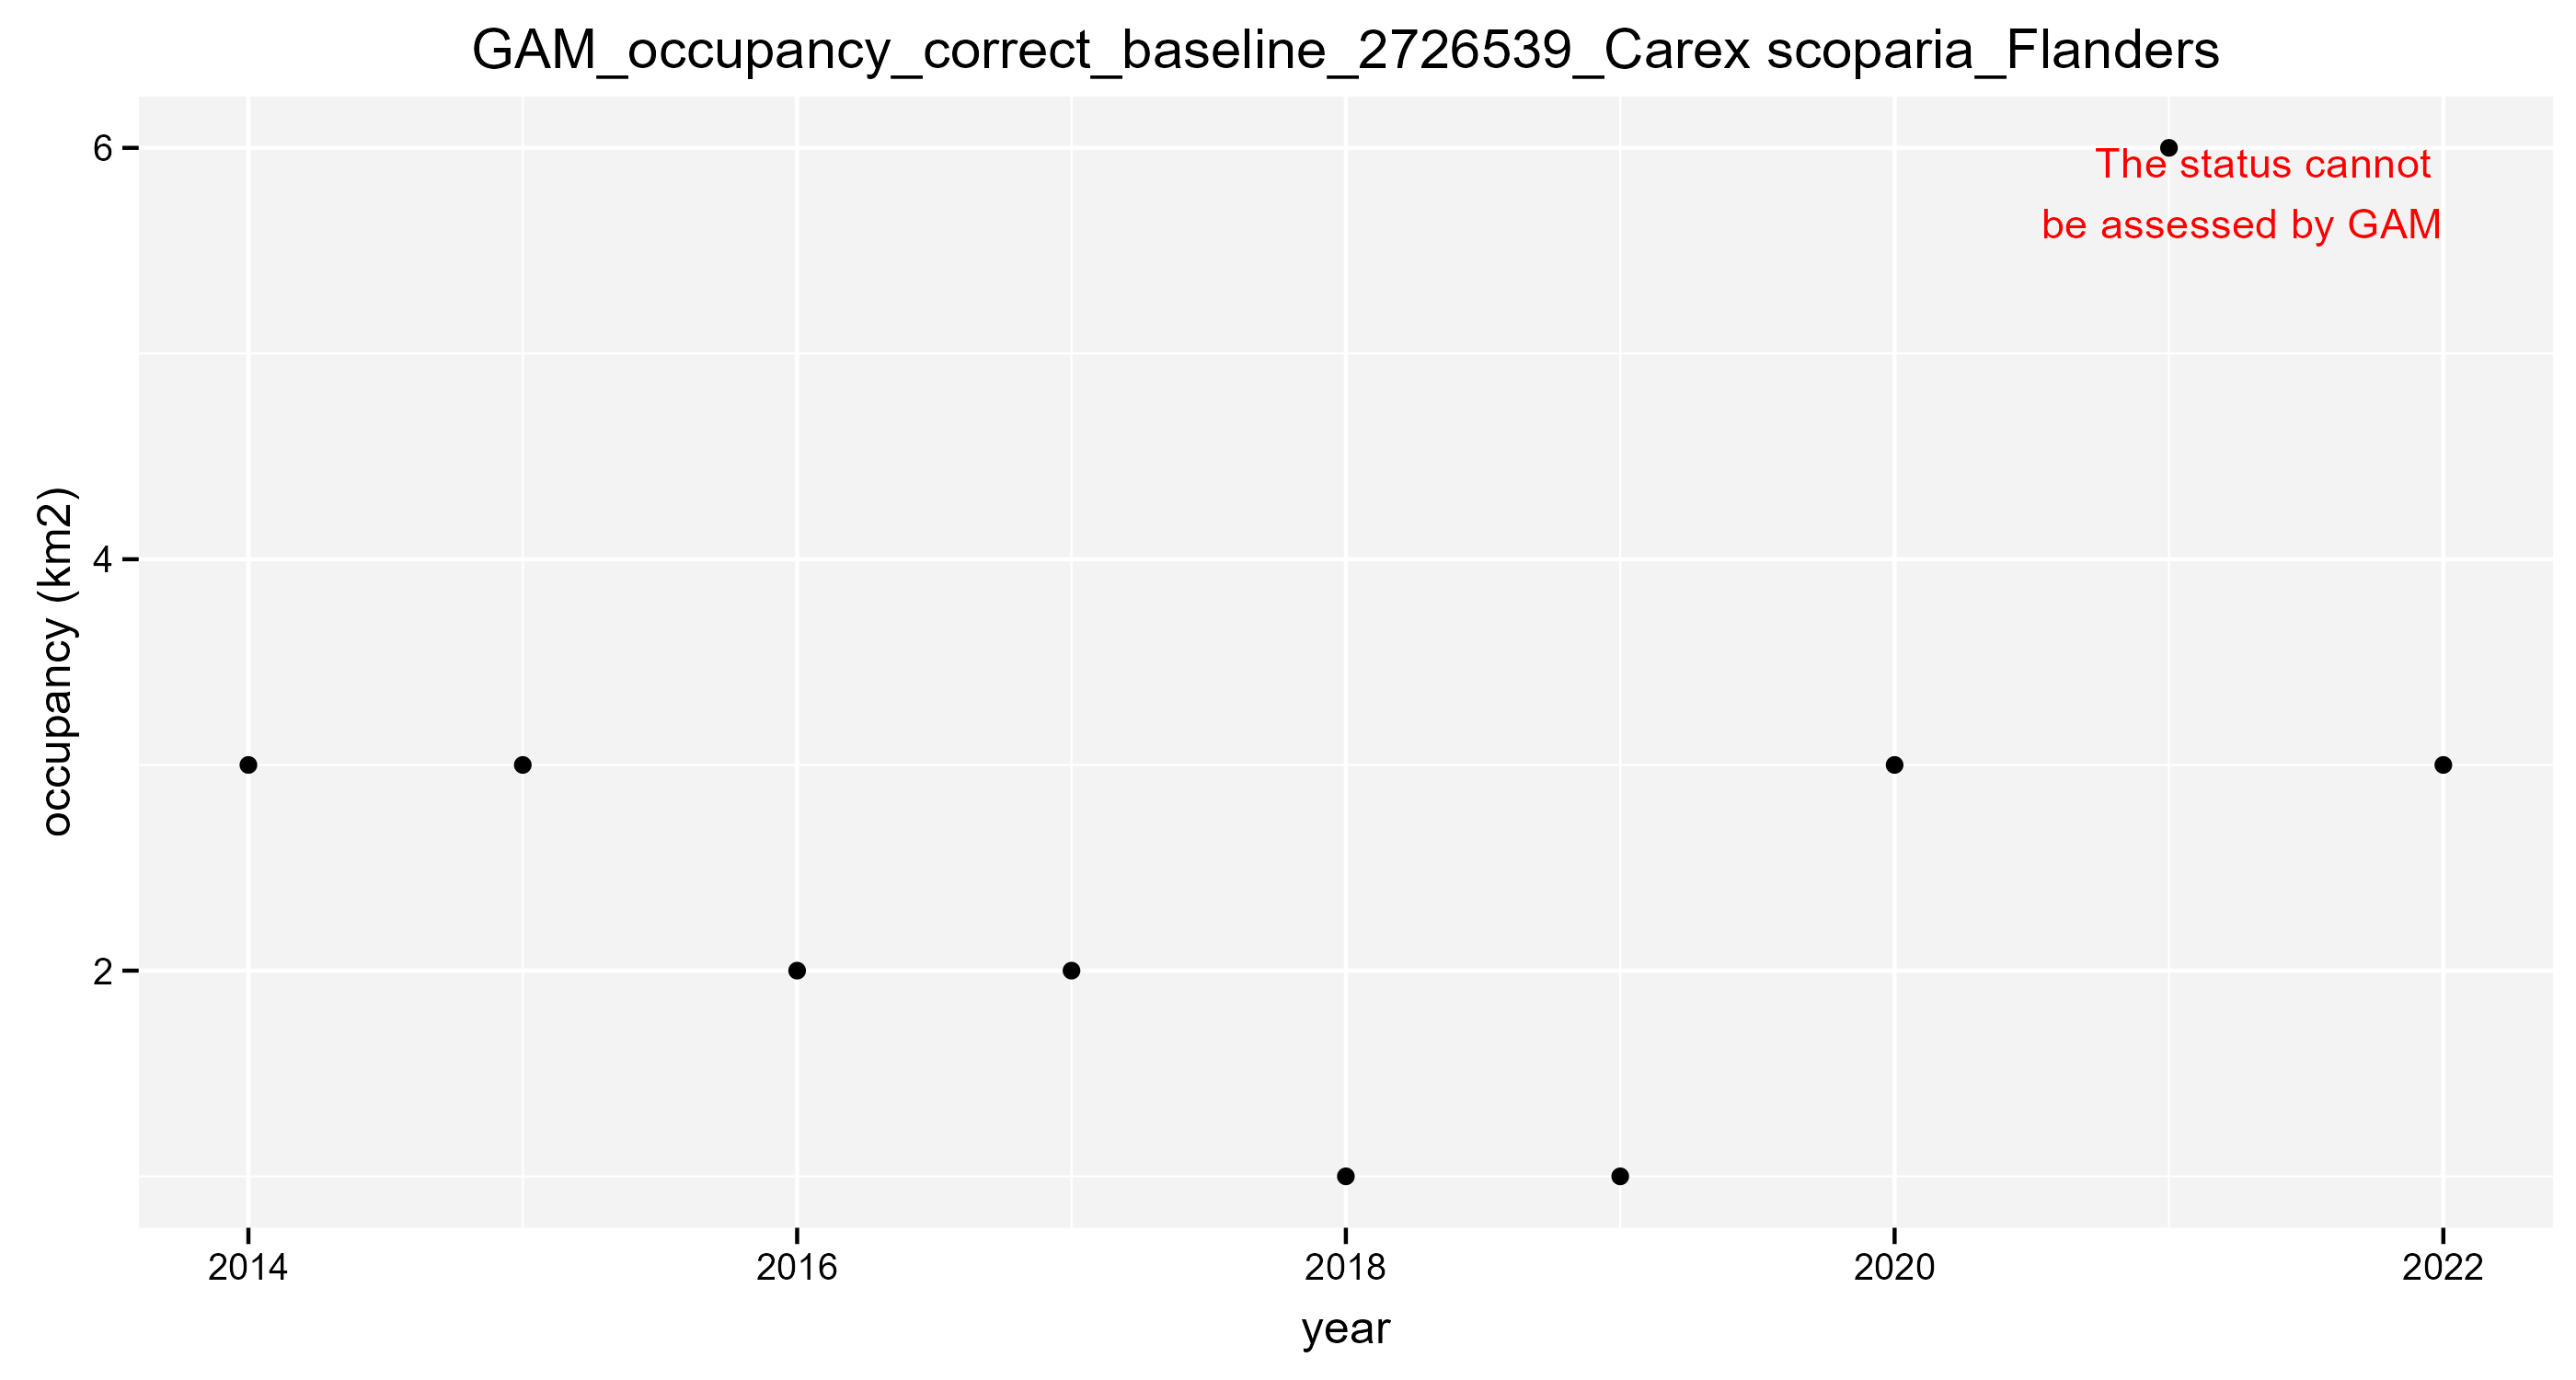 GAM_occupancy_correct_baseline_2726539_Carex scoparia_Flanders
6
The status cannot
be assessed by GAM
occupancy (km2)
4
2
2014 2016 2018 2020 2022
year